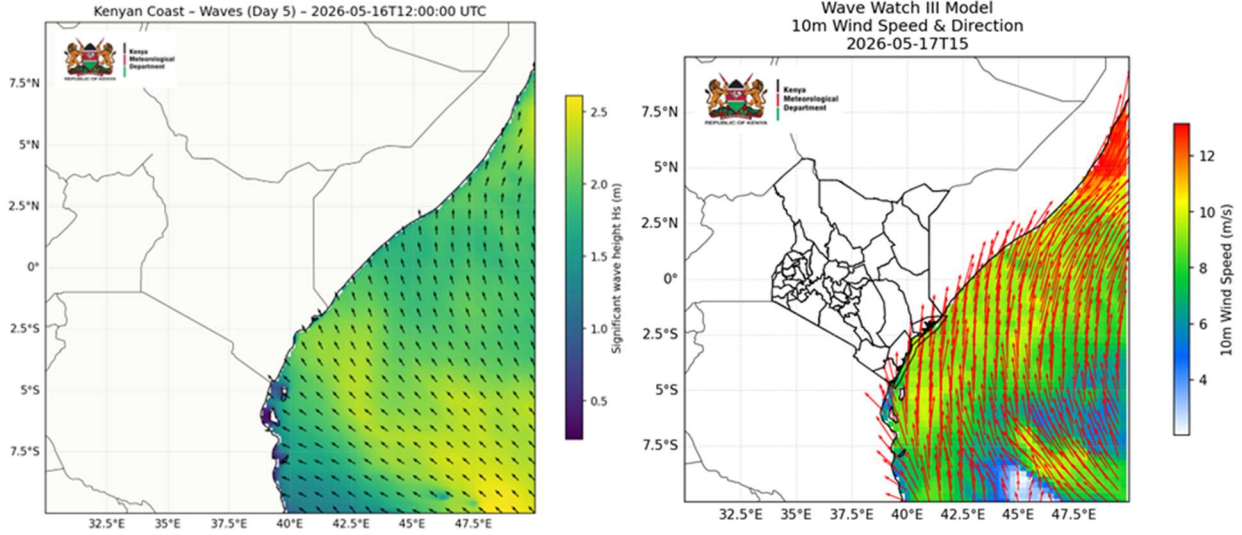 Kenyan Coast – Waves (Day 5) – 2026-05-16T12:00:00 UTC
REPUBLIC OF KENYA
Kenya
Meteorological
Department
7.5°N
5°N
2.5°N
0°
2.5°S
5°S
7.5°S
32.5°E 35°E 37.5°E 40°E 42.5°E 45°E 47.5°E
2.5
2.0
1.5
1.0
0.5
Significant wave height Hs (m)
Wave Watch III Model
10m Wind Speed & Direction
2026-05-17T15
REPUBLIC OF KENYA
Kenya
Meteorological
Department
7.5°N
5°N
2.5°N
0°
2.5°S
5°S
7.5°S
32.5°E 35°E 37.5°E 40°E 42.5°E 45°E 47.5°E
12
10
8
6
4
10m Wind Speed (m/s)